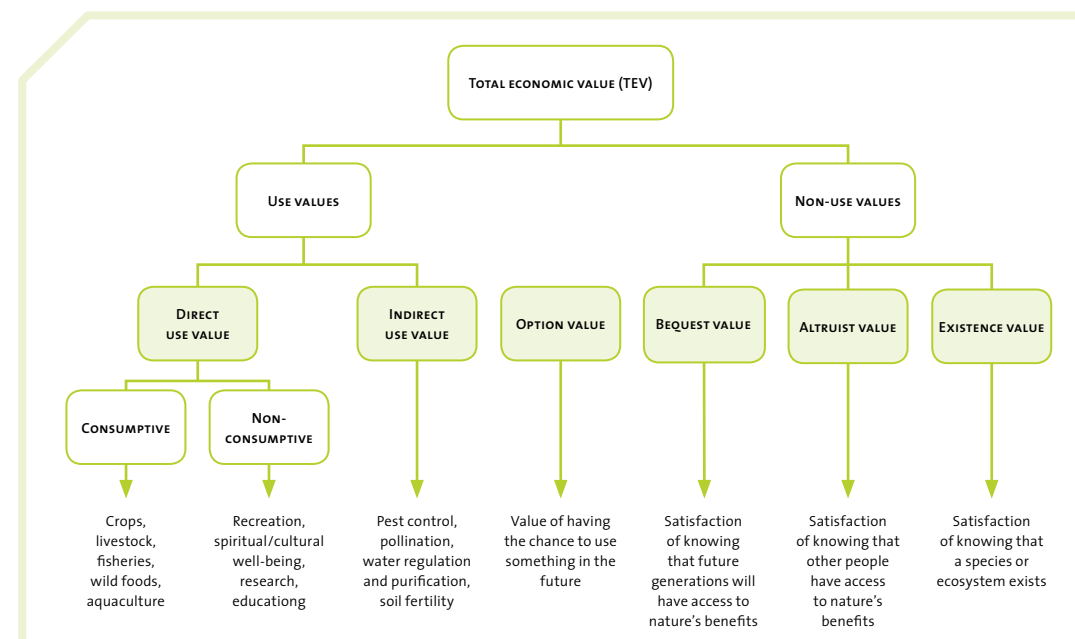 Total economic value (TEV)
Use values
Non-use values
Direct
use value
Indirect
use value
Option value
Bequest value
Altruist value
Existence value
Consumptive
Non-
consumptive
Crops,
livestock,
fisheries,
wild foods,
aquaculture
Recreation,
spiritual/cultural
well-being,
research,
educationg
Pest control,
pollination,
water regulation
and purification,
soil fertility
Value of having
the chance to use
something in the
future
Satisfaction
of knowing
that future
generations will
have access to
nature's benefits
Satisfaction
of knowing that
other people
have access
to nature's
benefits
Satisfaction
of knowing that
a species or
ecosystem exists